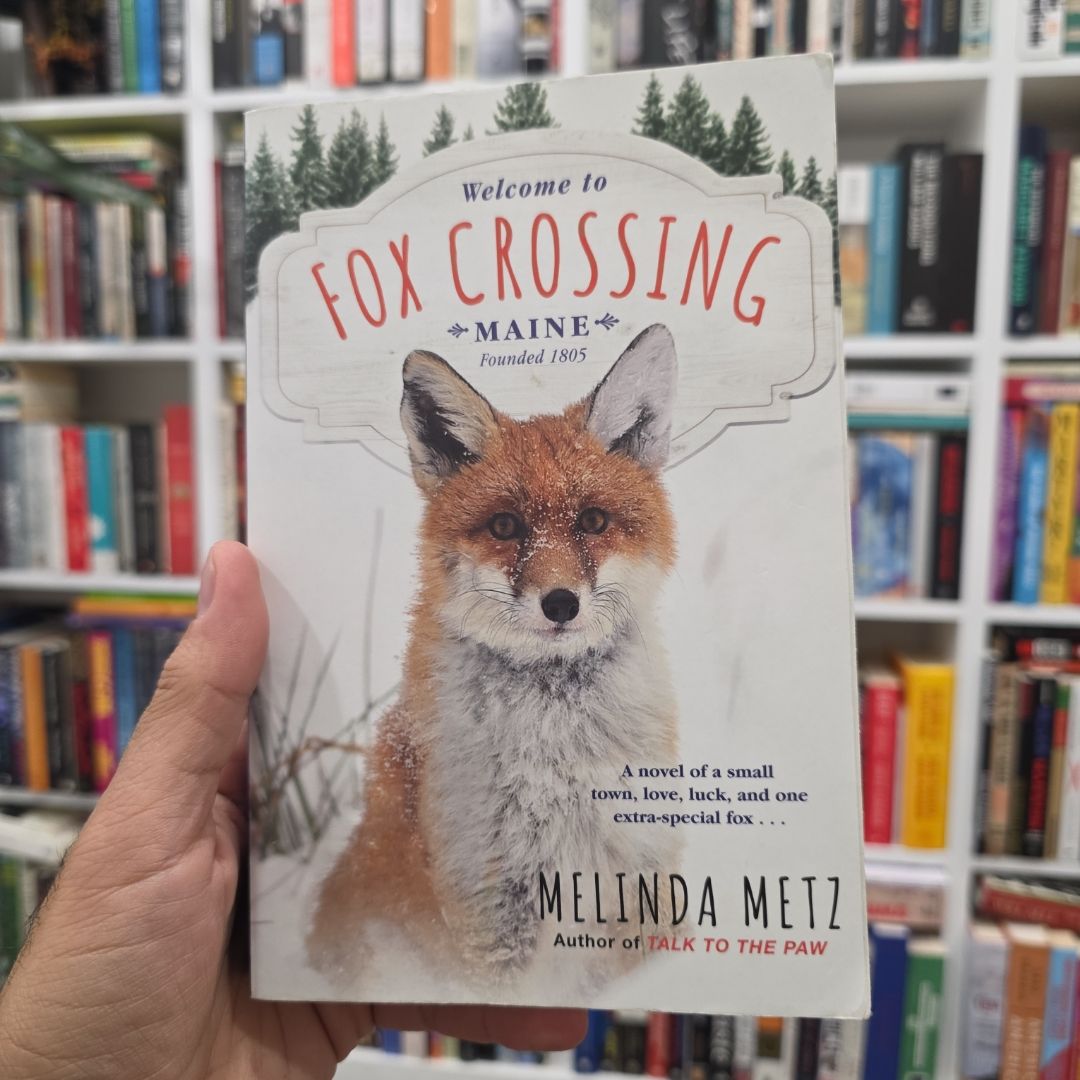 Welcome to
FOX CROSSING
MAINE
Founded 1805
A novel of a small
town, love, luck, and one
extra-special fox . . .
MELINDA METZ
Author of TALK TO THE PAW